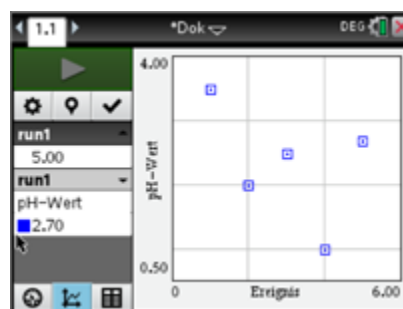 1.1
*Dok
DEG
run1
5.00
run1
pH-Wert
2.70
4.00
pH-Wert
0.50
0
Ereignis
6.00